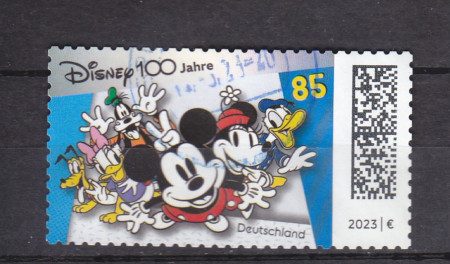 DISNEY 100 Jahre
85
Deutschland
2023 | €